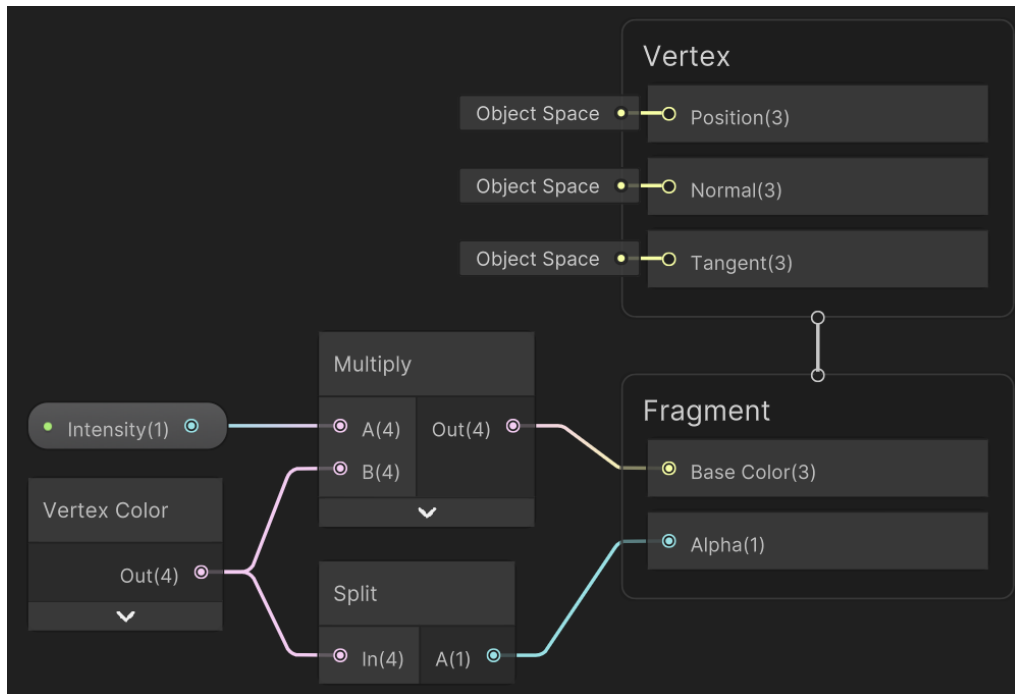 Vertex
Object Space
Position(3)
Object Space
Normal(3)
Object Space
Tangent(3)
Multiply
Intensity(1)
A(4)
Out(4)
B(4)
Vertex Color
Out(4)
Split
In(4)
A(1)
Fragment
Base Color(3)
Alpha(1)